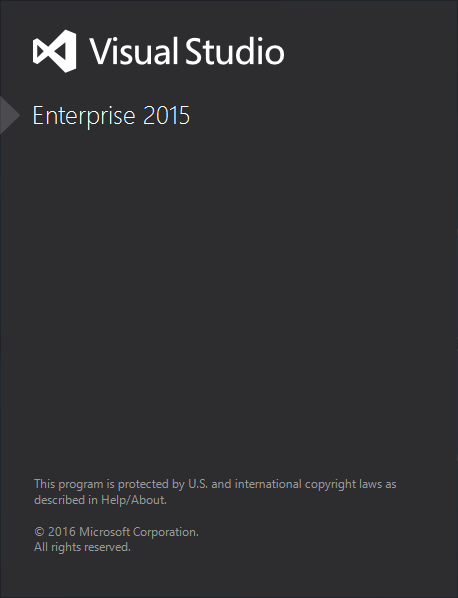 Visual Studio
Enterprise 2015
This program is protected by U.S. and international copyright laws as
described in Help/About.
© 2016 Microsoft Corporation.
All rights reserved.